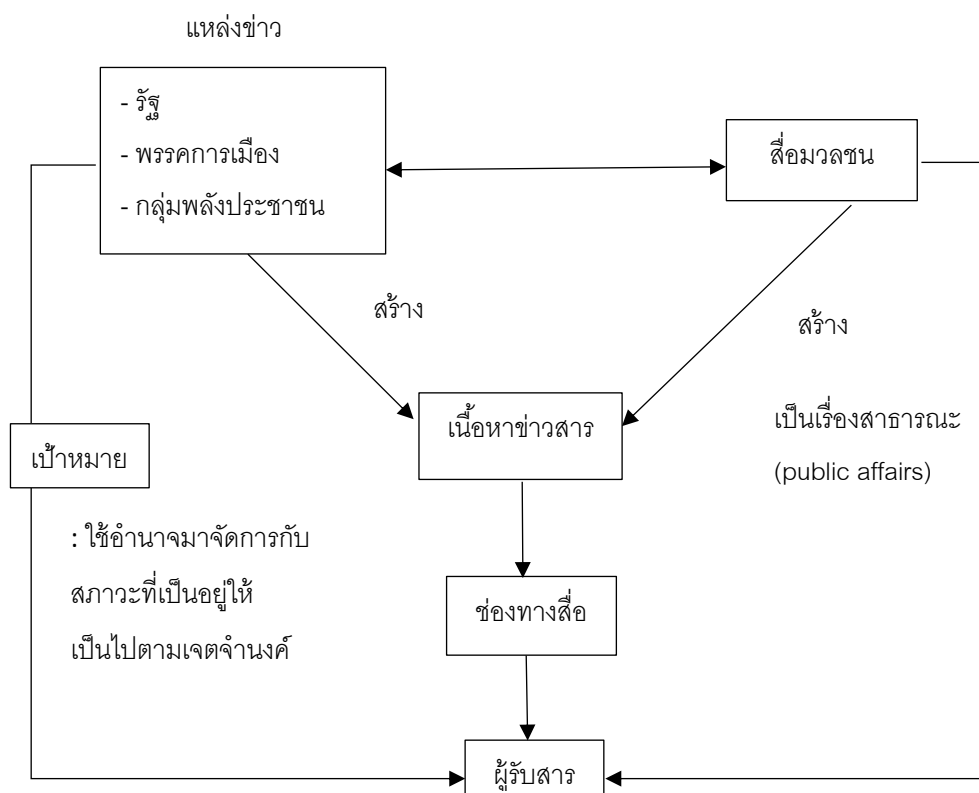 แหล่งข่าว
- รัฐ
- พรรคการเมือง
- กลุ่มพลังประชาชน
สื่อมวลชน
สร้าง
สร้าง
เนื้อหาข่าวสาร
เป็นเรื่องสาธารณะ
(public affairs)
เป้าหมาย
: ใช้อำนาจมาจัดการกับ
สภาวะที่เป็นอยู่ให้
เป็นไปตามเจตจำนงค์
ช่องทางสื่อ
ผู้รับสาร